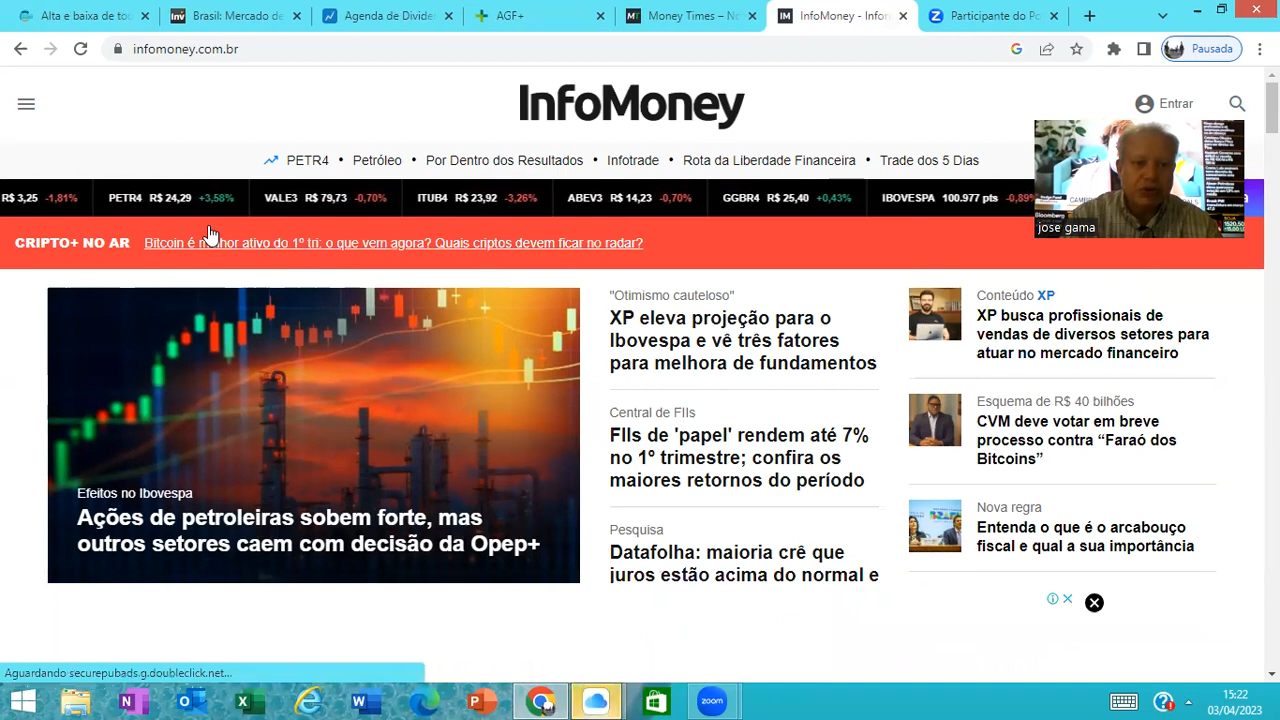 Alta e baixa de to
Brasil: Mercado de
Agenda de Divide
AGF+
Money Times – No
InfoMoney - Infor
Participante do Po
infomoney.com.br
Pausada
InfoMoney
Entrar
PETR4 • Petróleo • Por Dentro dos Resultados • Infotrade • Rota da Liberdade Financeira • Trade dos 5 Dias
R$ 3,25 -1,81% PETR4 R$ 24,29 +3,58% VALE3 R$ 79,73 -0,70% ITUB4 R$ 23,92 -3,26% ABEV3 R$ 14,23 -0,70% GGBR4 R$ 25,40 +0,43% IBOVESPA 100.977 pts -0,89%
Bloomberg
jose gama
CRIPTO+ NO AR Bitcoin é melhor ativo do 1º tri: o que vem agora? Quais criptos devem ficar no radar?
Efeitos no Ibovespa
Ações de petroleiras sobem forte, mas
outros setores caem com decisão da Opep+
"Otimismo cauteloso"
XP eleva projeção para o
Ibovespa e vê três fatores
para melhora de fundamentos
Central de FIIs
FIIs de 'papel' rendem até 7%
no 1º trimestre; confira os
maiores retornos do período
Pesquisa
Datafolha: maioria crê que
juros estão acima do normal e
Conteúdo XP
XP busca profissionais de
vendas de diversos setores para
atuar no mercado financeiro
Esquema de R$ 40 bilhões
CVM deve votar em breve
processo contra “Faraó dos
Bitcoins”
Nova regra
Entenda o que é o arcabouço
fiscal e qual a sua importância
Aguardando securepubads.g.doubleclick.net...
zoom
15:22
03/04/2023